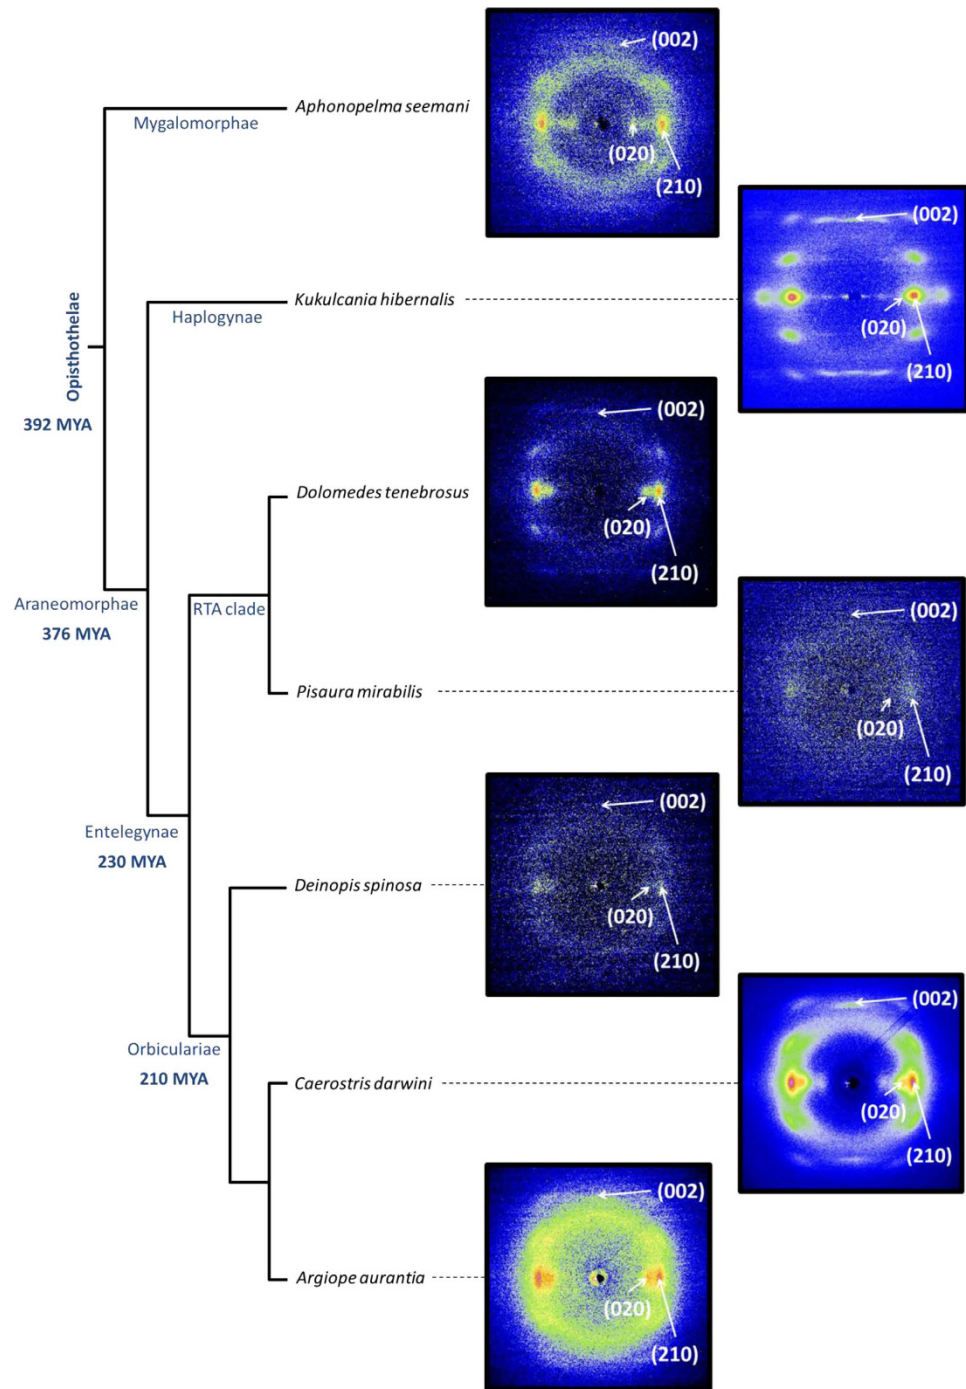 (002)
Aphonopelma seemani
Mygalomorphae
(020)
(210)
(002)
Kukulcania hibernalis
Haplogynae
(020)
Opisthothelae
(210)
392 MYA
(002)
Dolomedes tenebrosus
(020)
(210)
Araneomorphae
RTA clade
376 MYA
(002)
Pisaura mirabilis
(020)
(210)
(002)
Entelegynae
230 MYA
Deinopis spinosa
(020)
(210)
(002)
Orbiculariae
210 MYA
Caerostris darwini
(020)
(210)
(002)
Argiope aurantia
(020)
(210)